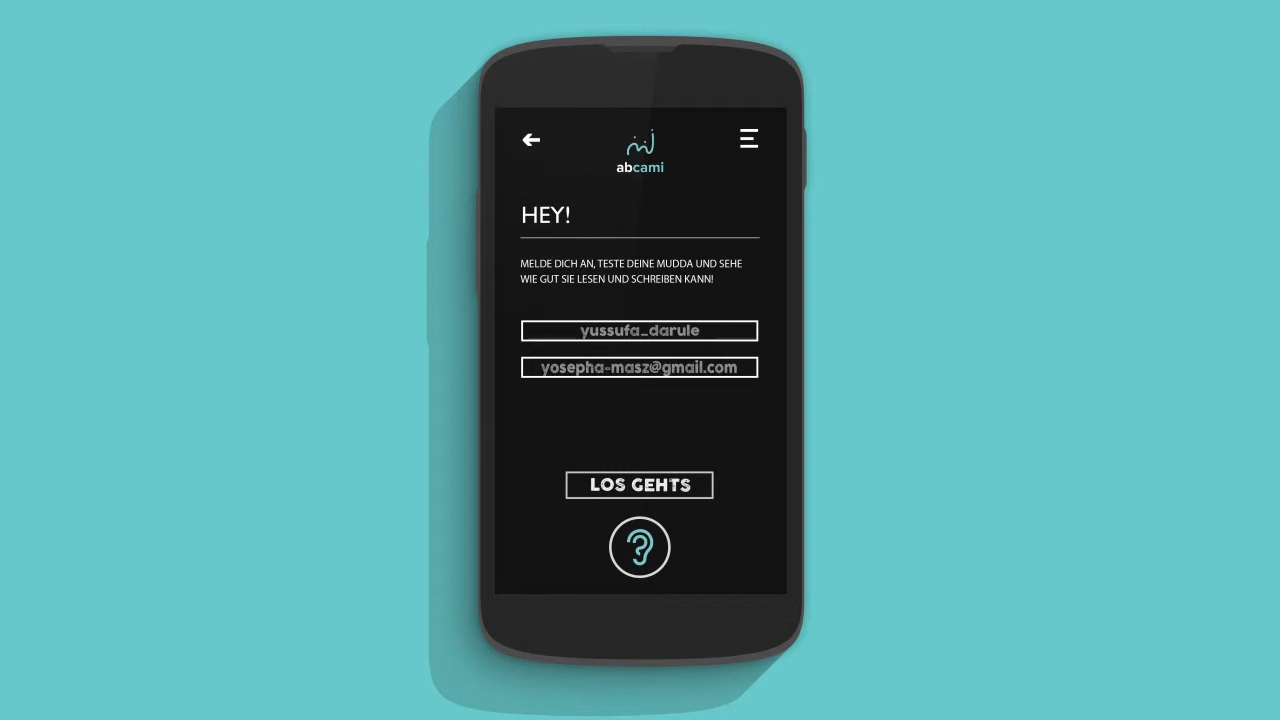 abcami
HEY!
MELDE DICH AN, TESTE DEINE MUDDA UND SEHE
WIE GUT SIE LESEN UND SCHREIBEN KANN!
yussufa_darule
yosepha-masz@gmail.com
LOS GEHTS